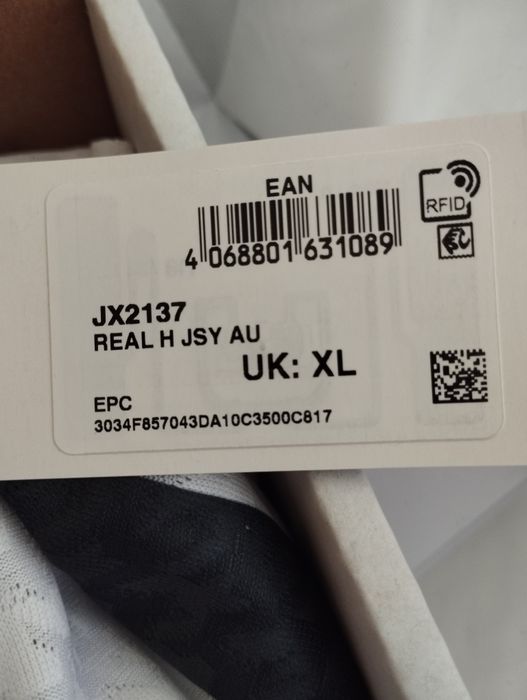 EAN
RFID
4 068801 631089
JX2137
REAL H JSY AU
UK: XL
EPC
3034F857043DA10C3500C817